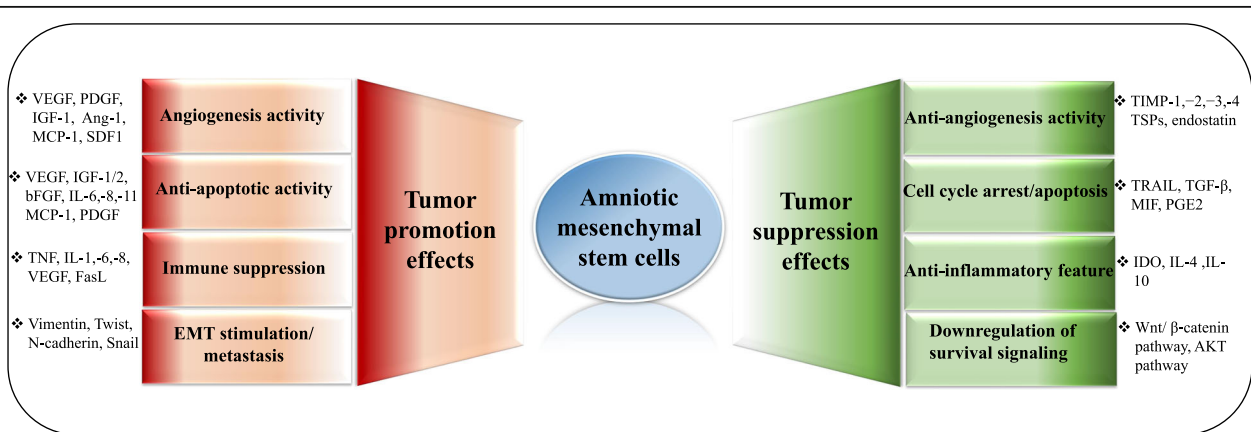 ❖ VEGF, PDGF,
IGF-1, Ang-1,
MCP-1, SDF1
Angiogenesis activity
❖ VEGF, IGF-1/2,
bFGF, IL-6,-8,-11
MCP-1, PDGF
Anti-apoptotic activity
❖ TNF, IL-1,-6,-8,
VEGF, FasL
Immune suppression
❖ Vimentin, Twist,
N-cadherin, Snail
EMT stimulation/
metastasis
Tumor
promotion
effects
Amniotic
mesenchymal
stem cells
Tumor
suppression
effects
Anti-angiogenesis activity
❖ TIMP-1,−2,−3,-4
TSPs, endostatin
Cell cycle arrest/apoptosis
❖ TRAIL, TGF-β,
MIF, PGE2
Anti-inflammatory feature
❖ IDO, IL-4 ,IL-
10
Downregulation of
survival signaling
❖ Wnt/ β-catenin
pathway, AKT
pathway